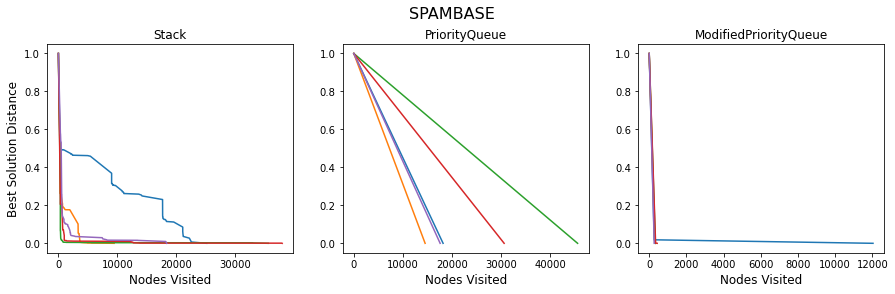 SPAMBASE
Stack
PriorityQueue
ModifiedPriorityQueue
Best Solution Distance
1.0
0.8
0.6
0.4
0.2
0.0
0 10000 20000 30000
Nodes Visited
1.0
0.8
0.6
0.4
0.2
0.0
0 10000 20000 30000 40000
Nodes Visited
1.0
0.8
0.6
0.4
0.2
0.0
0 2000 4000 6000 8000 10000 12000
Nodes Visited